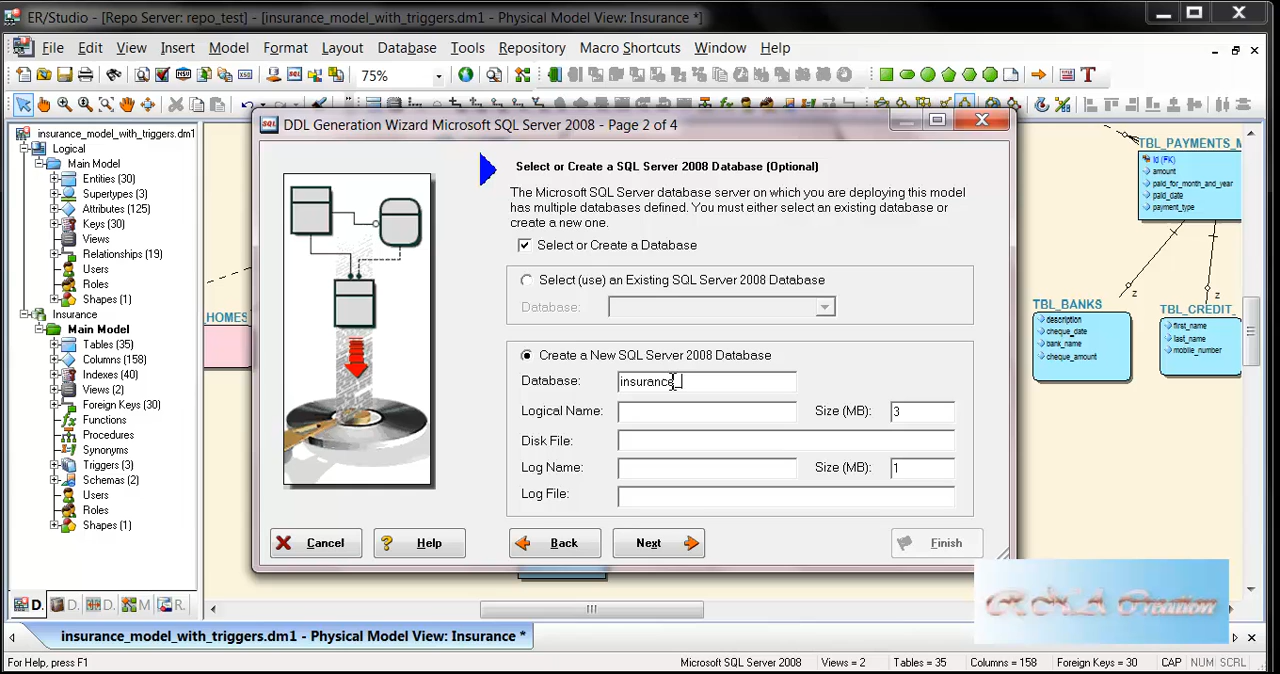 ER/Studio - [Repo Server: repo_test] - [insurance_model_with_triggers.dm1 - Physical Model View: Insurance *]
File Edit View Insert Model Format Layout Database Tools Repository Macro Shortcuts Window Help
75%
insurance_model_with_triggers.dm1
Logical
Main Model
Entities (30)
Supertypes (3)
Attributes (125)
Keys (30)
Views
Relationships (19)
Users
Roles
Shapes (1)
Insurance
Main Model
Tables (35)
Columns (158)
Indexes (40)
Views (2)
Foreign Keys (30)
Functions
Procedures
Synonyms
Triggers (3)
Schemas (2)
Users
Roles
Shapes (1)
D. D. D. M R.
HOMES
DDL Generation Wizard Microsoft SQL Server 2008 - Page 2 of 4
Select or Create a SQL Server 2008 Database (Optional)
The Microsoft SQL Server database server on which you are deploying this model
has multiple databases defined. You must either select an existing database or
create a new one.
Select or Create a Database
Select (use) an Existing SQL Server 2008 Database
Database:
Create a New SQL Server 2008 Database
Database: insurance_
Logical Name: Size (MB): 3
Disk File:
Log Name: Size (MB): 1
Log File:
Cancel Help Back Next Finish
TBL_PAYMENTS_M
Id (FK)
amount
paid_for_month_and_year
paid_date
payment_type
z
z
TBL_BANKS
description
cheque_date
bank_name
cheque_amount
TBL_CREDIT_
first_name
last_name
mobile_number
Creation
insurance_model_with_triggers.dm1 - Physical Model View: Insurance *
For Help, press F1 Microsoft SQL Server 2008 Views = 2 Tables = 35 Columns = 158 Foreign Keys = 30 CAP NUM SCRL